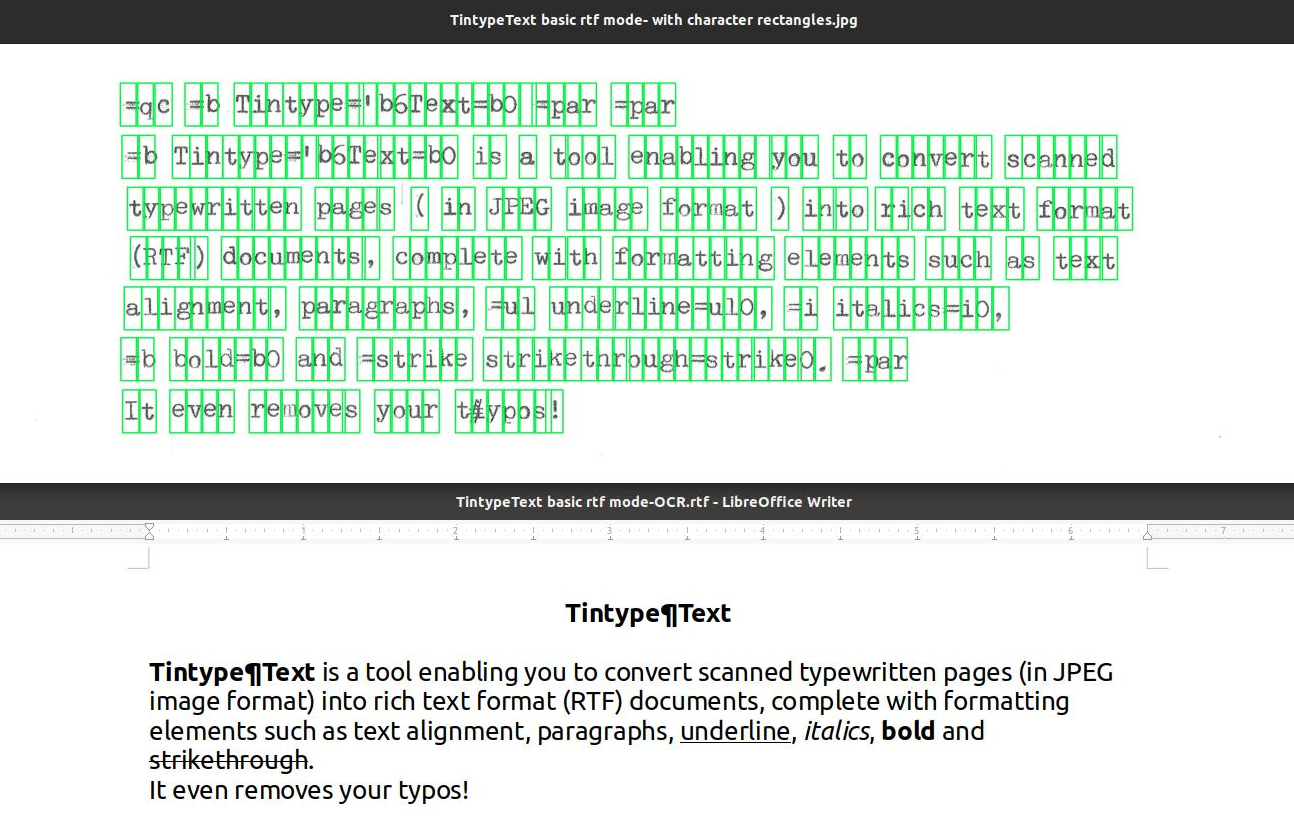 TintypeText basic rtf mode- with character rectangles.jpg
=qc =b Tintype='b6Text=b0 =par =par
=b Tintype='b6Text=b0 is a tool enabling you to convert scanned
typewritten pages ( in JPEG image format ) into rich text format
(RTF) documents, complete with formatting elements such as text
alignment, paragraphs, =ul underline=ul0, =i italics=i0,
=b bold=b0 and =strike strikethrough=strike0. =par
It even removes your t#ypos!
TintypeText basic rtf mode-OCR.rtf - LibreOffice Writer
1 2 3 4 5 6 7
Tintype¶Text
Tintype¶Text is a tool enabling you to convert scanned typewritten pages (in JPEG
image format) into rich text format (RTF) documents, complete with formatting
elements such as text alignment, paragraphs, underline, italics, bold and
strikethrough.
It even removes your typos!